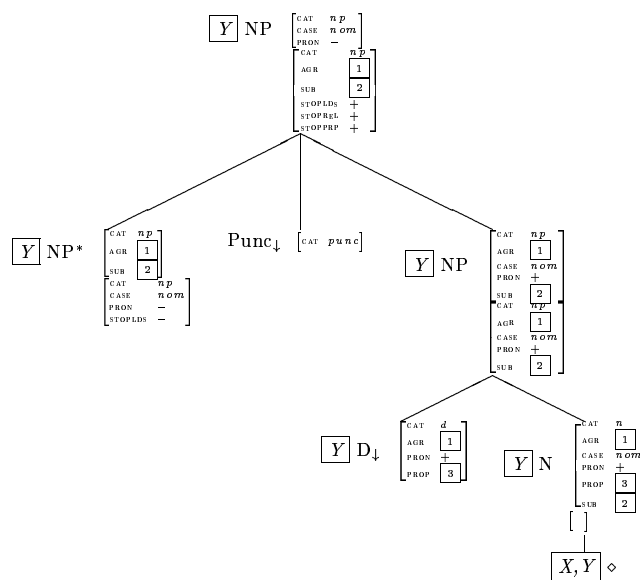 Y NP
CAT np
CASE nom
PRON −
CAT np
AGR 1
SUB 2
STOPLDS +
STOPREL +
STOPPRP +
Y NP*
CAT np
AGR 1
SUB 2
CAT np
CASE nom
PRON −
STOPLDS −
Punc↓ [CAT punc]
Y NP
CAT np
AGR 1
CASE nom
PRON +
SUB 2
CAT np
AGR 1
CASE nom
PRON +
SUB 2
Y D↓
CAT d
AGR 1
PRON +
PROP 3
Y N
CAT n
AGR 1
CASE nom
PRON +
PROP 3
SUB 2
[ ]
X, Y ⋄